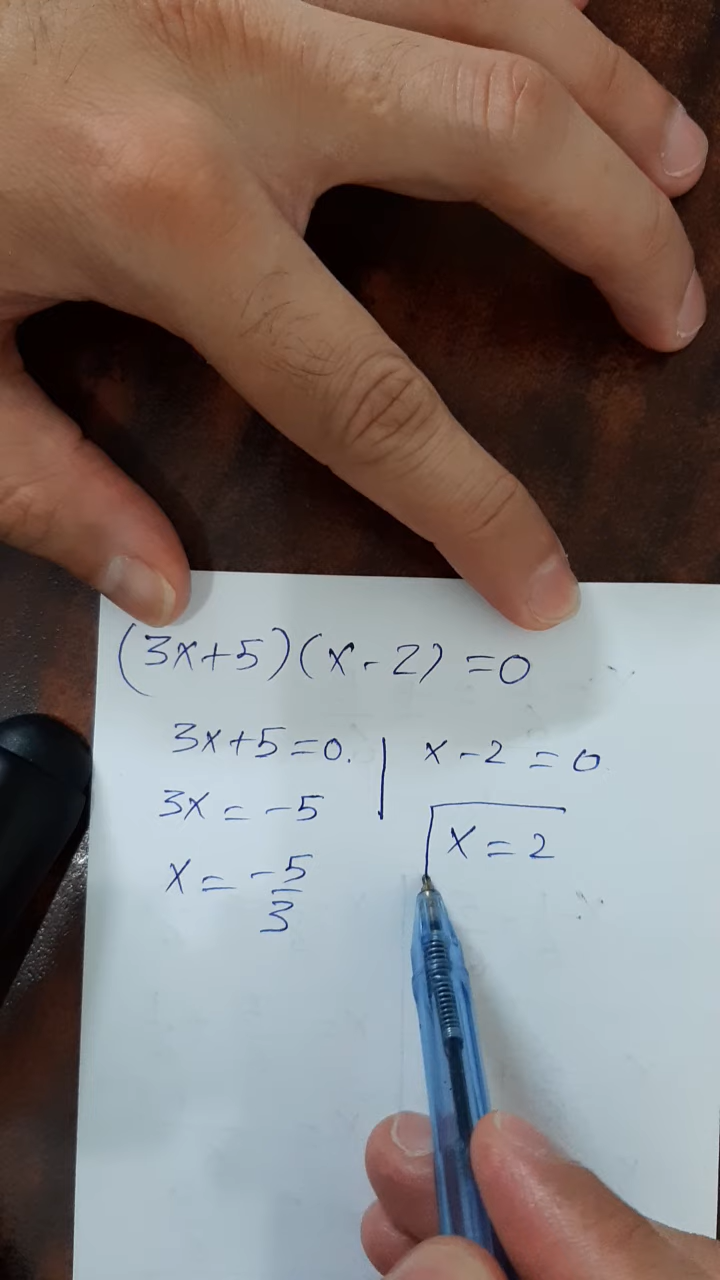 (3x+5)(x-2)=0
3x+5=0. | x-2=0
3x=-5
x=2
x=-5/3